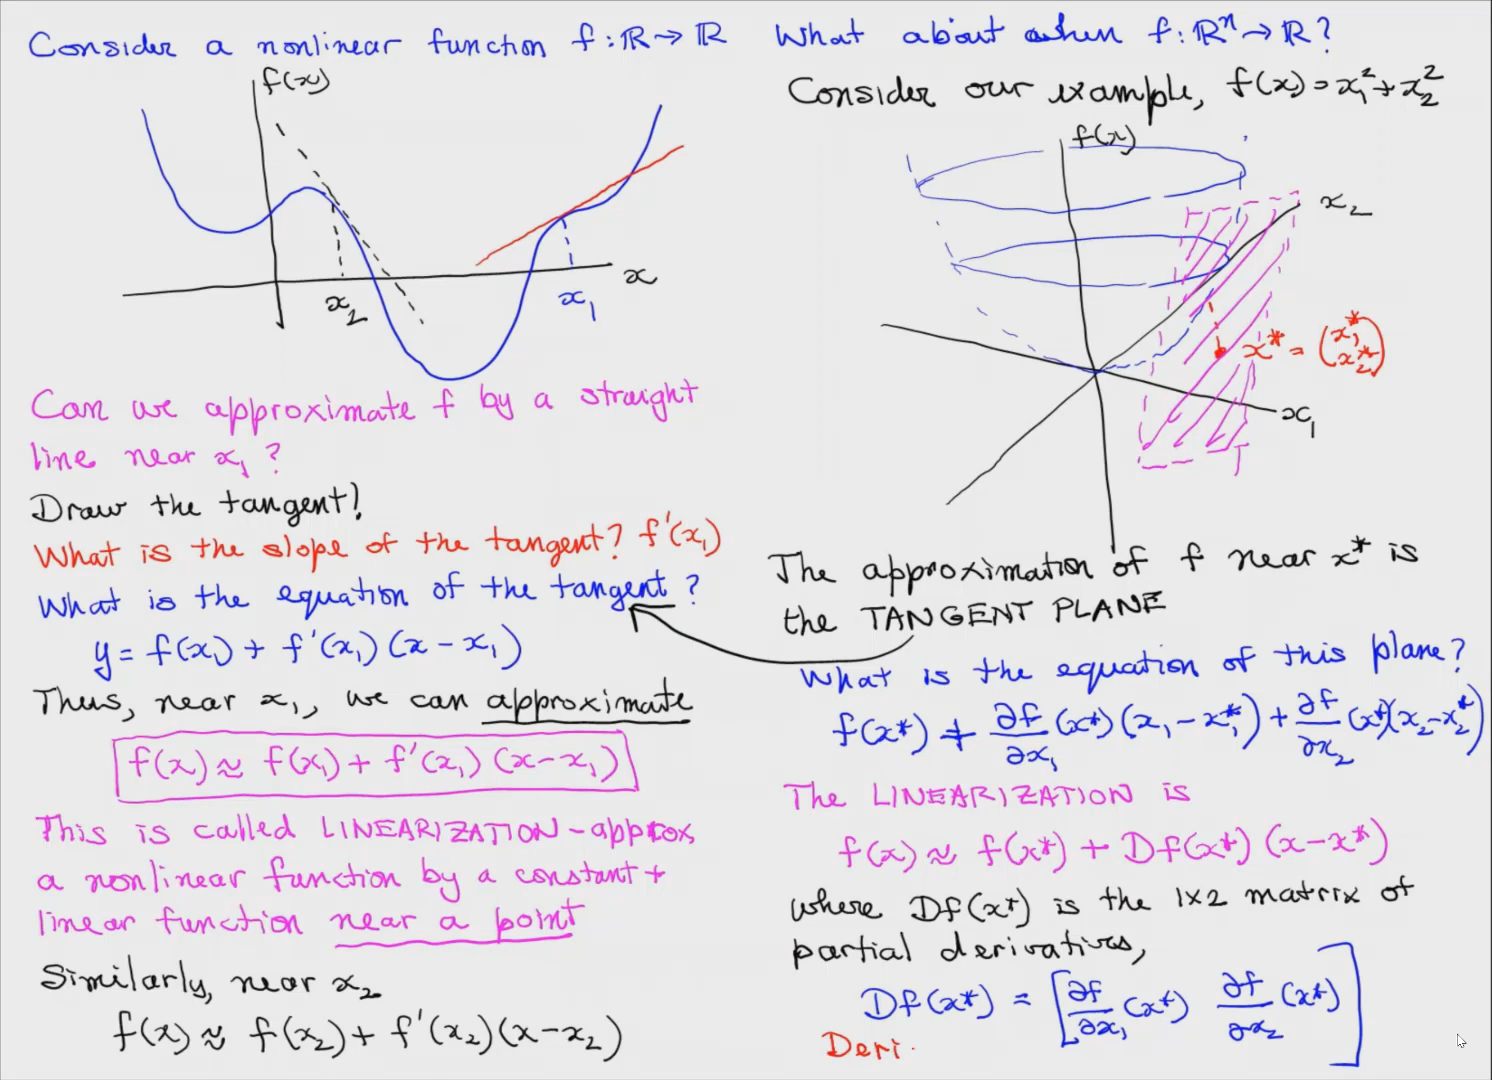 Consider a nonlinear function f: ℝ → ℝ
f(x)
x
x₂
x₁
Can we approximate f by a straight
line near x₁ ?
Draw the tangent!
What is the slope of the tangent? f'(x₁)
What is the equation of the tangent ?
y = f(x₁) + f'(x₁) (x - x₁)
Thus, near x₁, we can approximate
f(x) ≈ f(x₁) + f'(x₁) (x-x₁)
This is called LINEARIZATION - approx
a nonlinear function by a constant +
linear function near a point
Similarly, near x₂
f(x) ≈ f(x₂) + f'(x₂)(x-x₂)
What about when f: ℝⁿ → ℝ?
Consider our example, f(x) = x₁² + x₂²
f(x)
x₂
x* = (x₁* x₂*)
x₁
The approximation of f near x* is
the TANGENT PLANE
What is the equation of this plane?
f(x*) + ∂f/∂x₁ (x*) (x₁ - x₁*) + ∂f/∂x₂ (x*)(x₂-x₂*)
The LINEARIZATION is
f(x) ≈ f(x*) + Df(x*) (x-x*)
where Df(x*) is the 1x2 matrix of
partial derivatives,
Df(x*) = [∂f/∂x₁ (x*) ∂f/∂x₂ (x*)]
Deri.